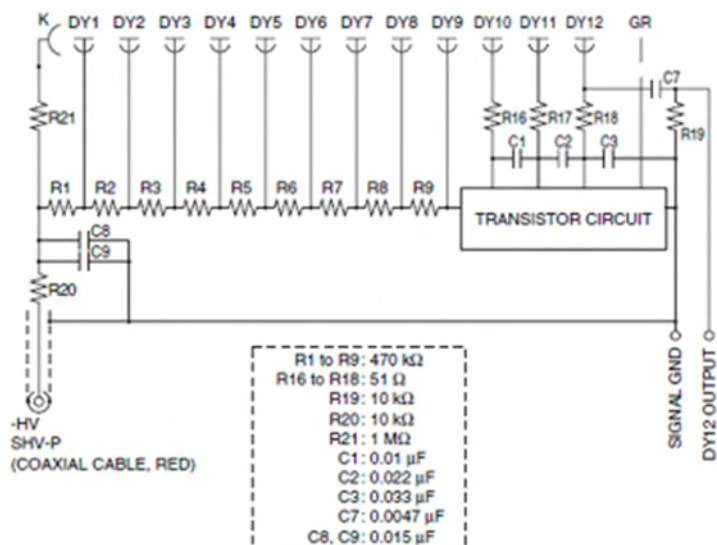 K DY1 DY2 DY3 DY4 DY5 DY6 DY7 DY8 DY9 DY10 DY11 DY12 GR
C7
R21 R16 R17 R18 R19
C1 C2 C3
R1 R2 R3 R4 R5 R6 R7 R8 R9
TRANSISTOR CIRCUIT
C8
C9
R20
R1 to R9: 470 kΩ
R16 to R18: 51 Ω
R19: 10 kΩ
R20: 10 kΩ
R21: 1 MΩ
C1: 0.01 µF
C2: 0.022 µF
C3: 0.033 µF
C7: 0.0047 µF
C8, C9: 0.015 µF
-HV
SHV-P
(COAXIAL CABLE, RED)
SIGNAL GND
DY12 OUTPUT